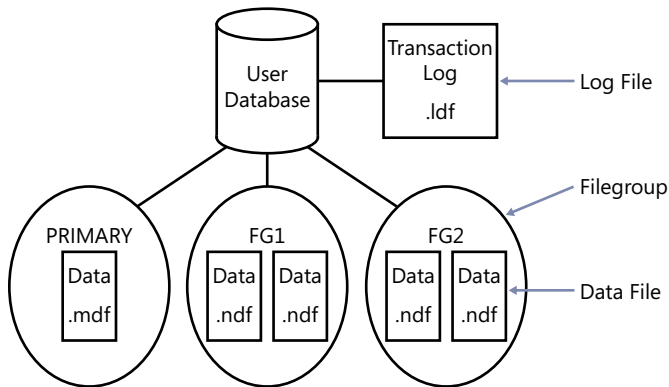 User
Database
Transaction
Log
.ldf
Log File
Filegroup
PRIMARY
FG1
FG2
Data
.mdf
Data
.ndf
Data
.ndf
Data
.ndf
Data
.ndf
Data File